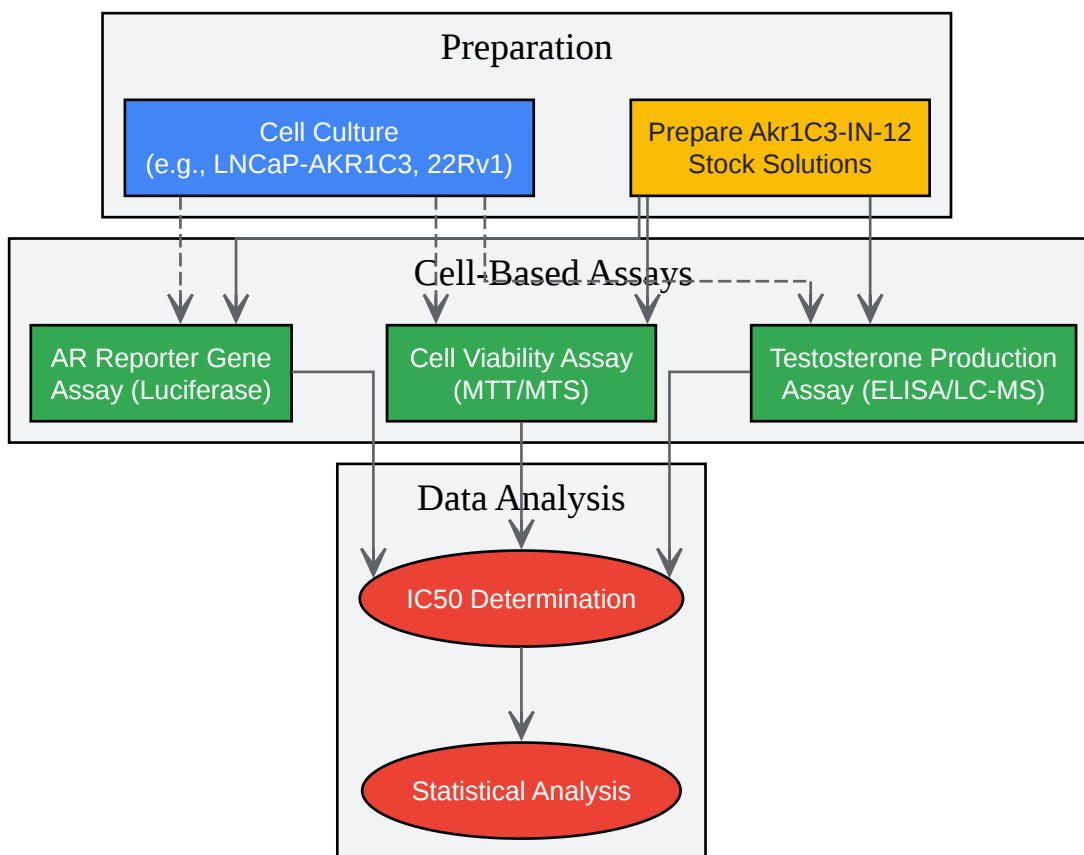 Preparation
Cell Culture
(e.g., LNCaP-AKR1C3, 22Rv1)
Prepare Akr1C3-IN-12
Stock Solutions
Cell-Based Assays
AR Reporter Gene
Assay (Luciferase)
Cell Viability Assay
(MTT/MTS)
Testosterone Production
Assay (ELISA/LC-MS)
Data Analysis
IC50 Determination
Statistical Analysis